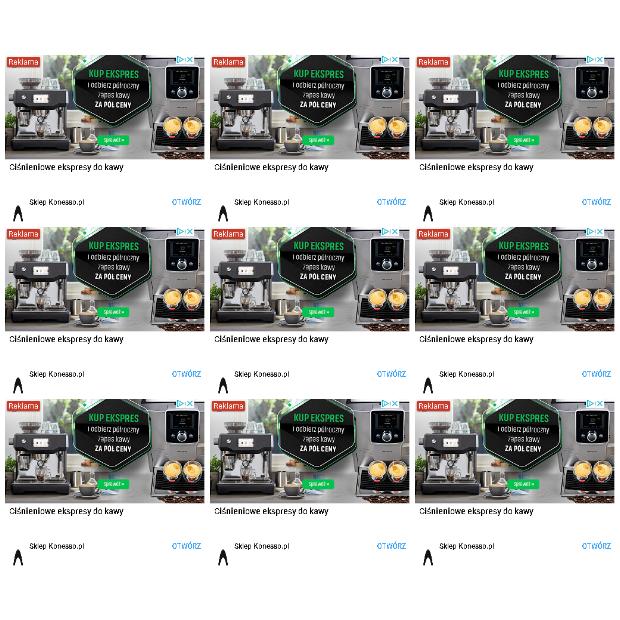 Reklama Reklama Reklama
KUP EKSPRES KUP EKSPRES KUP EKSPRES
i odbierz półroczny i odbierz półroczny i odbierz półroczny
zapas kawy zapas kawy zapas kawy
ZA PÓŁ CENY ZA PÓŁ CENY ZA PÓŁ CENY
sprawdź » sprawdź » sprawdź »
Ciśnieniowe ekspresy do kawy Ciśnieniowe ekspresy do kawy Ciśnieniowe ekspresy do kawy
Sklep Konesso.pl OTWÓRZ Sklep Konesso.pl OTWÓRZ Sklep Konesso.pl OTWÓRZ
Reklama Reklama Reklama
KUP EKSPRES KUP EKSPRES KUP EKSPRES
i odbierz półroczny i odbierz półroczny i odbierz półroczny
zapas kawy zapas kawy zapas kawy
ZA PÓŁ CENY ZA PÓŁ CENY ZA PÓŁ CENY
sprawdź » sprawdź » sprawdź »
Ciśnieniowe ekspresy do kawy Ciśnieniowe ekspresy do kawy Ciśnieniowe ekspresy do kawy
Sklep Konesso.pl OTWÓRZ Sklep Konesso.pl OTWÓRZ Sklep Konesso.pl OTWÓRZ
Reklama Reklama Reklama
KUP EKSPRES KUP EKSPRES KUP EKSPRES
i odbierz półroczny i odbierz półroczny i odbierz półroczny
zapas kawy zapas kawy zapas kawy
ZA PÓŁ CENY ZA PÓŁ CENY ZA PÓŁ CENY
sprawdź » sprawdź » sprawdź »
Ciśnieniowe ekspresy do kawy Ciśnieniowe ekspresy do kawy Ciśnieniowe ekspresy do kawy
Sklep Konesso.pl OTWÓRZ Sklep Konesso.pl OTWÓRZ Sklep Konesso.pl OTWÓRZ